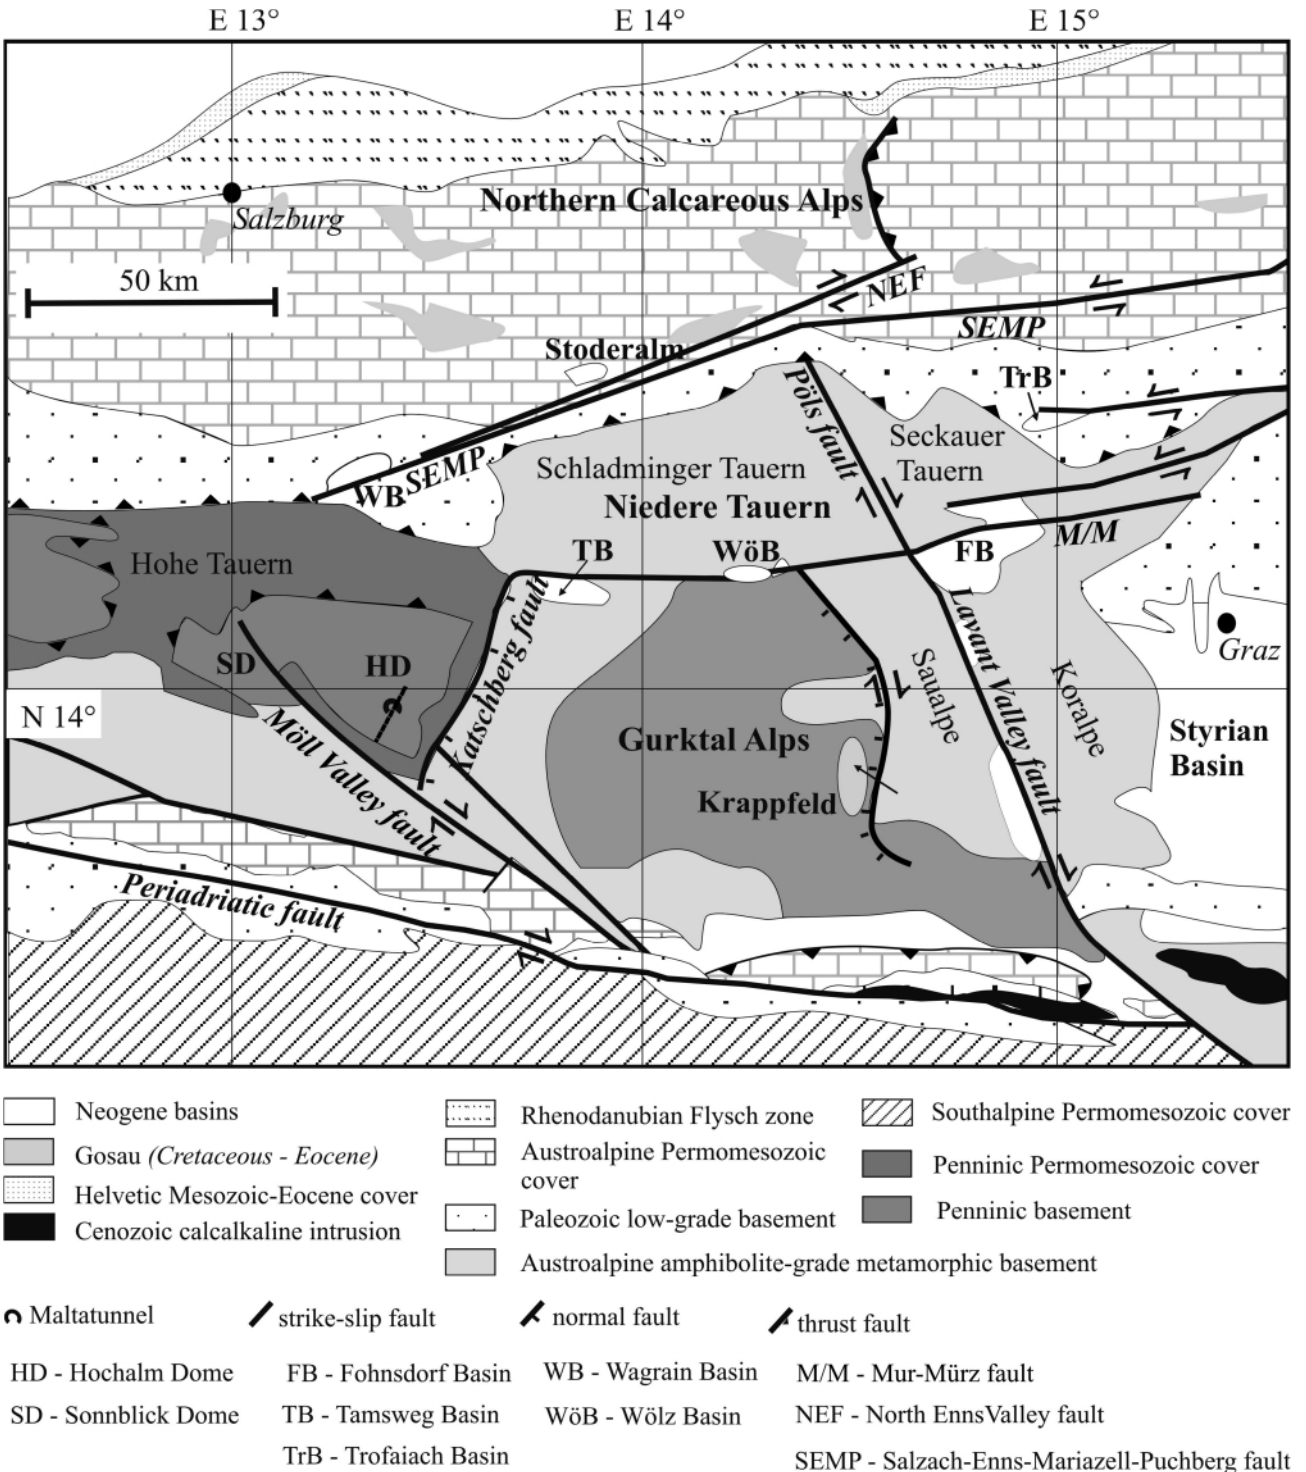 E 13°
E 14°
E 15°
Northern Calcareous Alps
Salzburg
50 km
NEF
SEMP
Stoderalm
TrB
Pöls fault
Seckauer
Tauern
SEMP
Schladminger Tauern
WB
Niedere Tauern
M/M
TB
WöB
FB
Hohe Tauern
Katschberg fault
Lavant Valley fault
Graz
SD
HD
Saualpe
Koralpe
N 14°
Möll Valley fault
Gurktal Alps
Styrian
Basin
Krappfeld
Periadriatic fault
Neogene basins
Gosau (Cretaceous - Eocene)
Helvetic Mesozoic-Eocene cover
Cenozoic calcalkaline intrusion
Rhenodanubian Flysch zone
Austroalpine Permomesozoic
cover
Paleozoic low-grade basement
Austroalpine amphibolite-grade metamorphic basement
Southalpine Permomesozoic cover
Penninic Permomesozoic cover
Penninic basement
Maltatunnel
strike-slip fault
normal fault
thrust fault
HD - Hochalm Dome
FB - Fohnsdorf Basin
WB - Wagrain Basin
M/M - Mur-Mürz fault
SD - Sonnblick Dome
TB - Tamsweg Basin
WöB - Wölz Basin
NEF - North EnnsValley fault
TrB - Trofaiach Basin
SEMP - Salzach-Enns-Mariazell-Puchberg fault